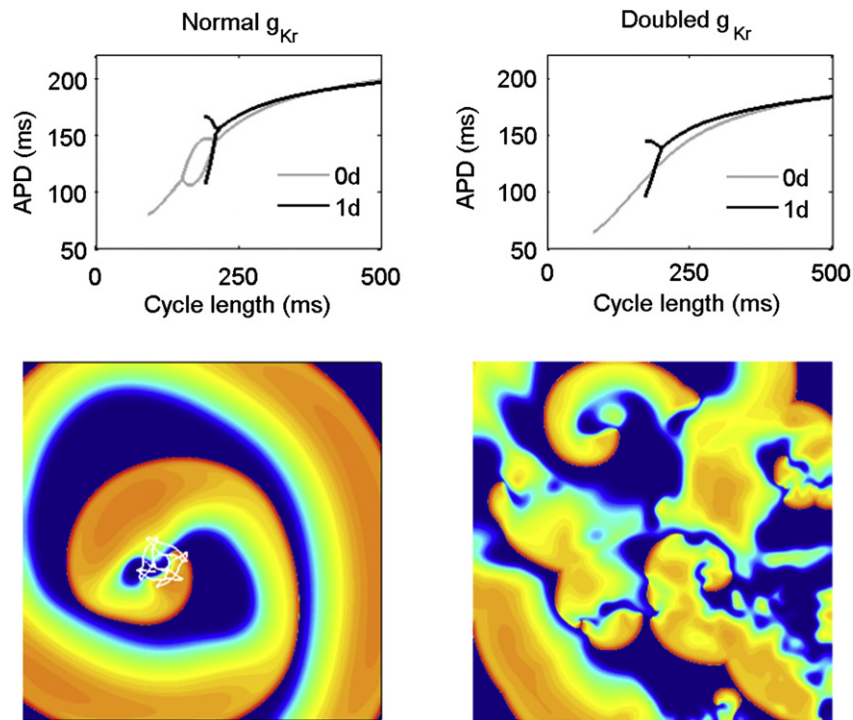 Normal g_Kr
200
150
100
50
APD (ms)
0d
1d
0
250
500
Cycle length (ms)
Doubled g_Kr
200
150
100
50
APD (ms)
0d
1d
0
250
500
Cycle length (ms)